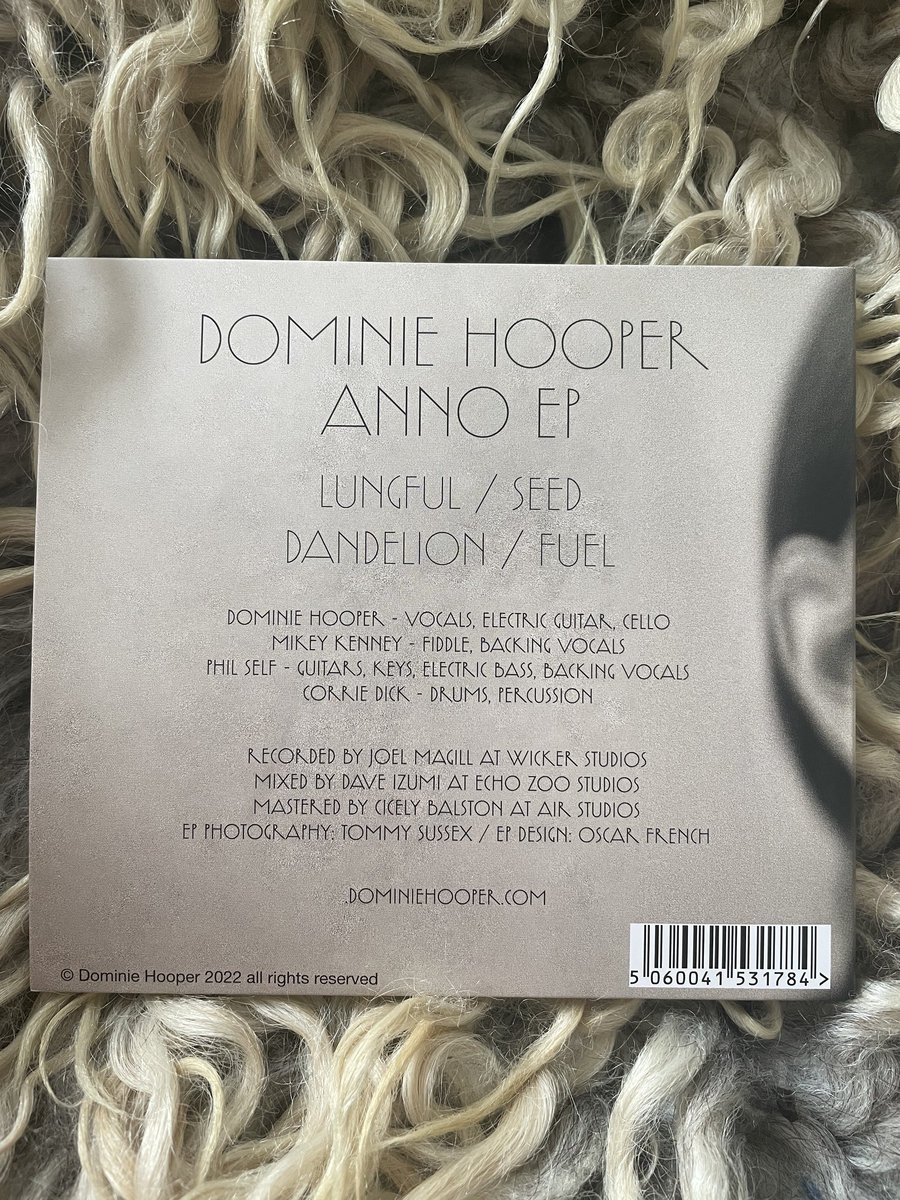 DOMINIE HOOPER
ANNO EP
LUNGFUL / SEED
DANDELION / FUEL
DOMINIE HOOPER - VOCALS, ELECTRIC GUITAR, CELLO
MIKEY KENNEY - FIDDLE, BACKING VOCALS
PHIL SELF - GUITARS, KEYS, ELECTRIC BASS, BACKING VOCALS
CORRIE DICK - DRUMS, PERCUSSION
RECORDED BY JOEL MAGILL AT WICKER STUDIOS
MIXED BY DAVE IZUMI AT ECHO ZOO STUDIOS
MASTERED BY CICELY BALSTON AT AIR STUDIOS
EP PHOTOGRAPHY: TOMMY SUSSEX / EP DESIGN: OSCAR FRENCH
.DOMINIEHOOPER.COM
© Dominie Hooper 2022 all rights reserved
5 060041 531784 >